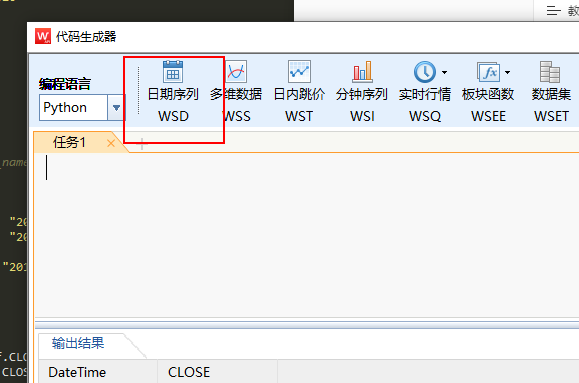 教
代码生成器
编程语言
Python
日期序列 多维数据 日内跳价 分钟序列 实时行情 板块函数 数据集
WSD WSS WST WSI WSQ WSEE WSET
任务1
_name
"20
"20
"201
输出结果
f.CLO
DateTime CLOSE
CLOS